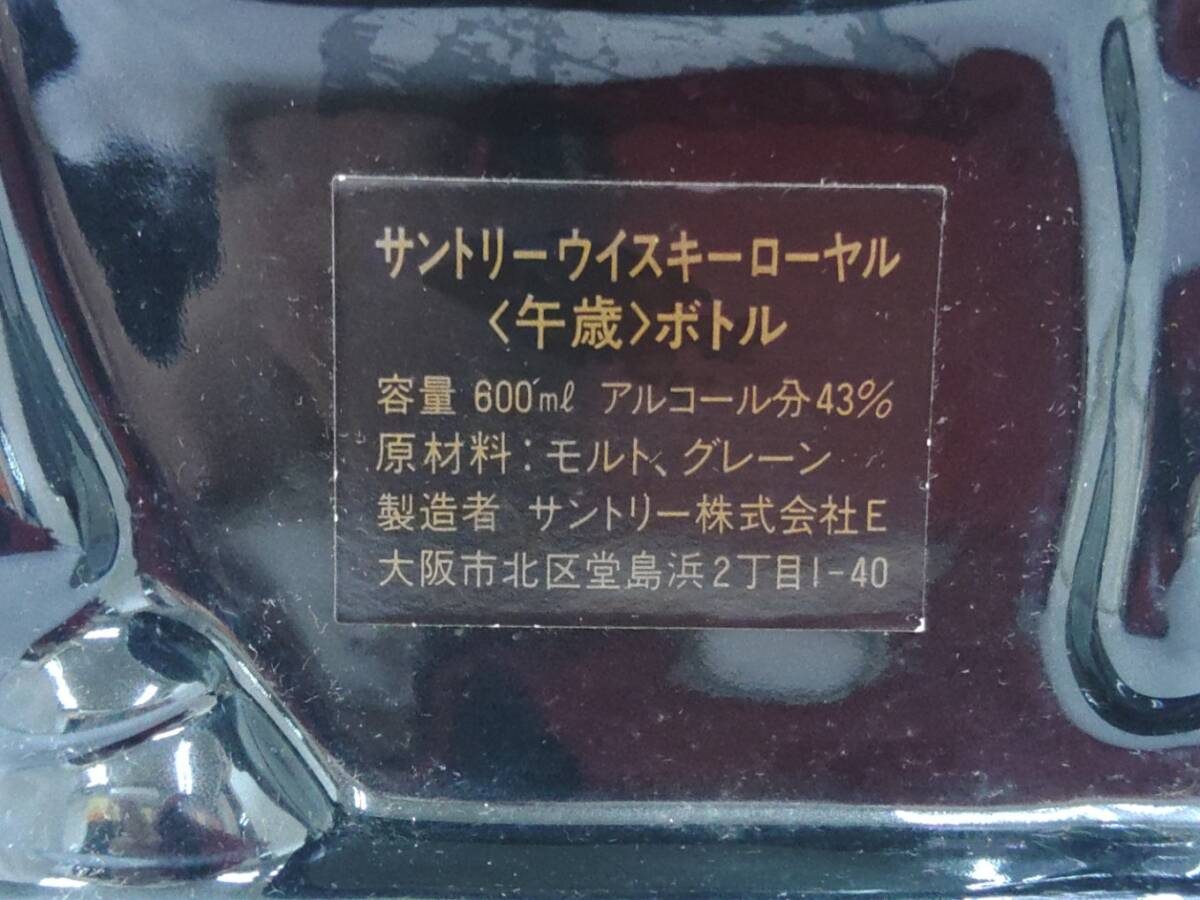 サントリーウイスキーローヤル
〈午歳〉ボトル
容量 600ml アルコール分43%
原材料：モルト、グレーン
製造者 サントリー株式会社E
大阪市北区堂島浜2丁目1-40